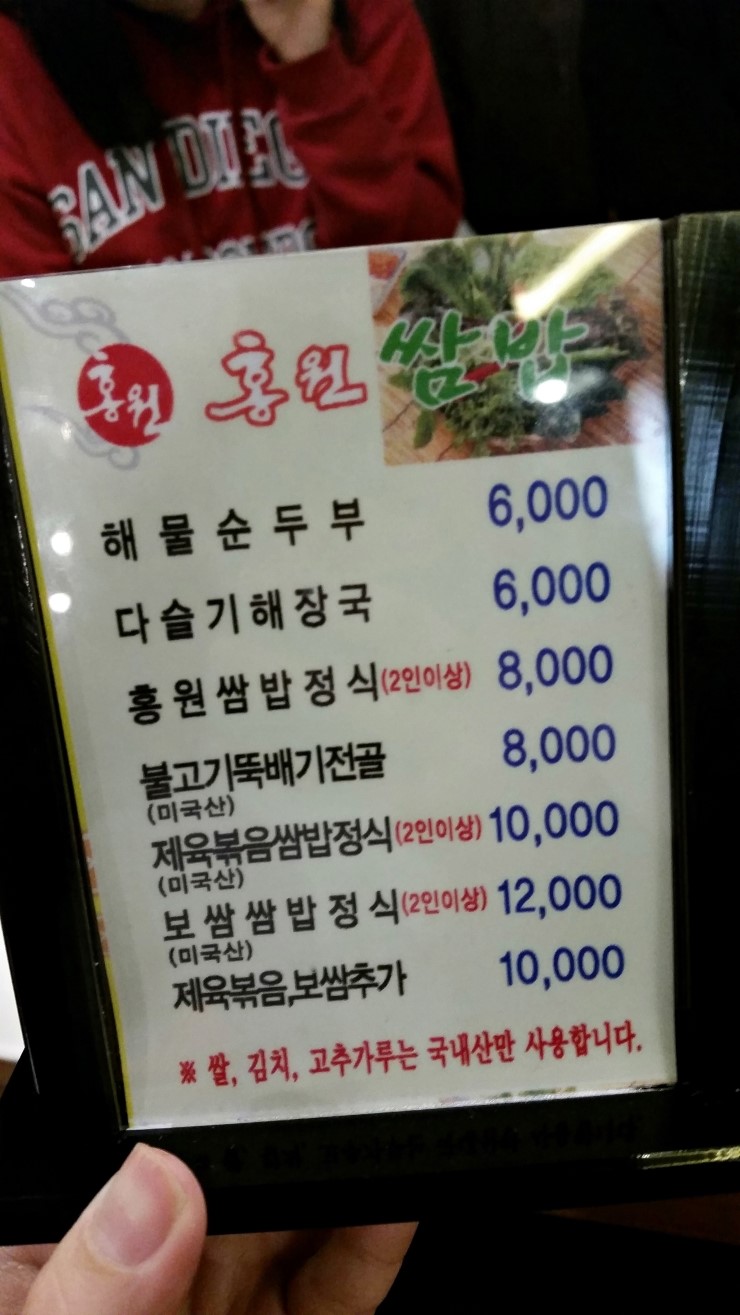 SAN DIEGO
홍원
홍원 쌈밥
해물순두부 6,000
다슬기해장국 6,000
홍원쌈밥정식(2인이상) 8,000
불고기뚝배기전골 8,000
(미국산)
제육볶음쌈밥정식(2인이상) 10,000
(미국산)
보쌈쌈밥정식(2인이상) 12,000
(미국산)
제육볶음,보쌈추가 10,000
※ 쌀, 김치, 고추가루는 국내산만 사용합니다.